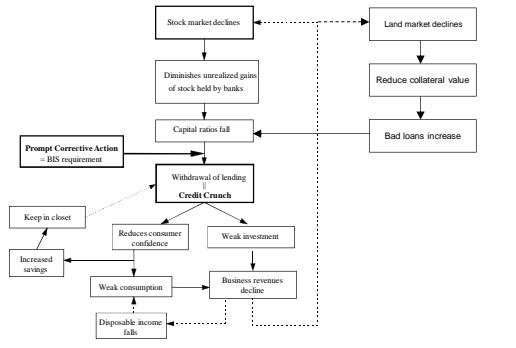 Stock market declines
Land market declines
Diminishes unrealized gains
of stock held by banks
Reduce collateral value
Capital ratios fall
Bad loans increase
Prompt Corrective Action
= BIS requirement
Withdrawal of lending
||
Credit Crunch
Keep in closet
Reduces consumer
confidence
Weak investment
Increased
savings
Weak consumption
Business revenues
decline
Disposable income
falls